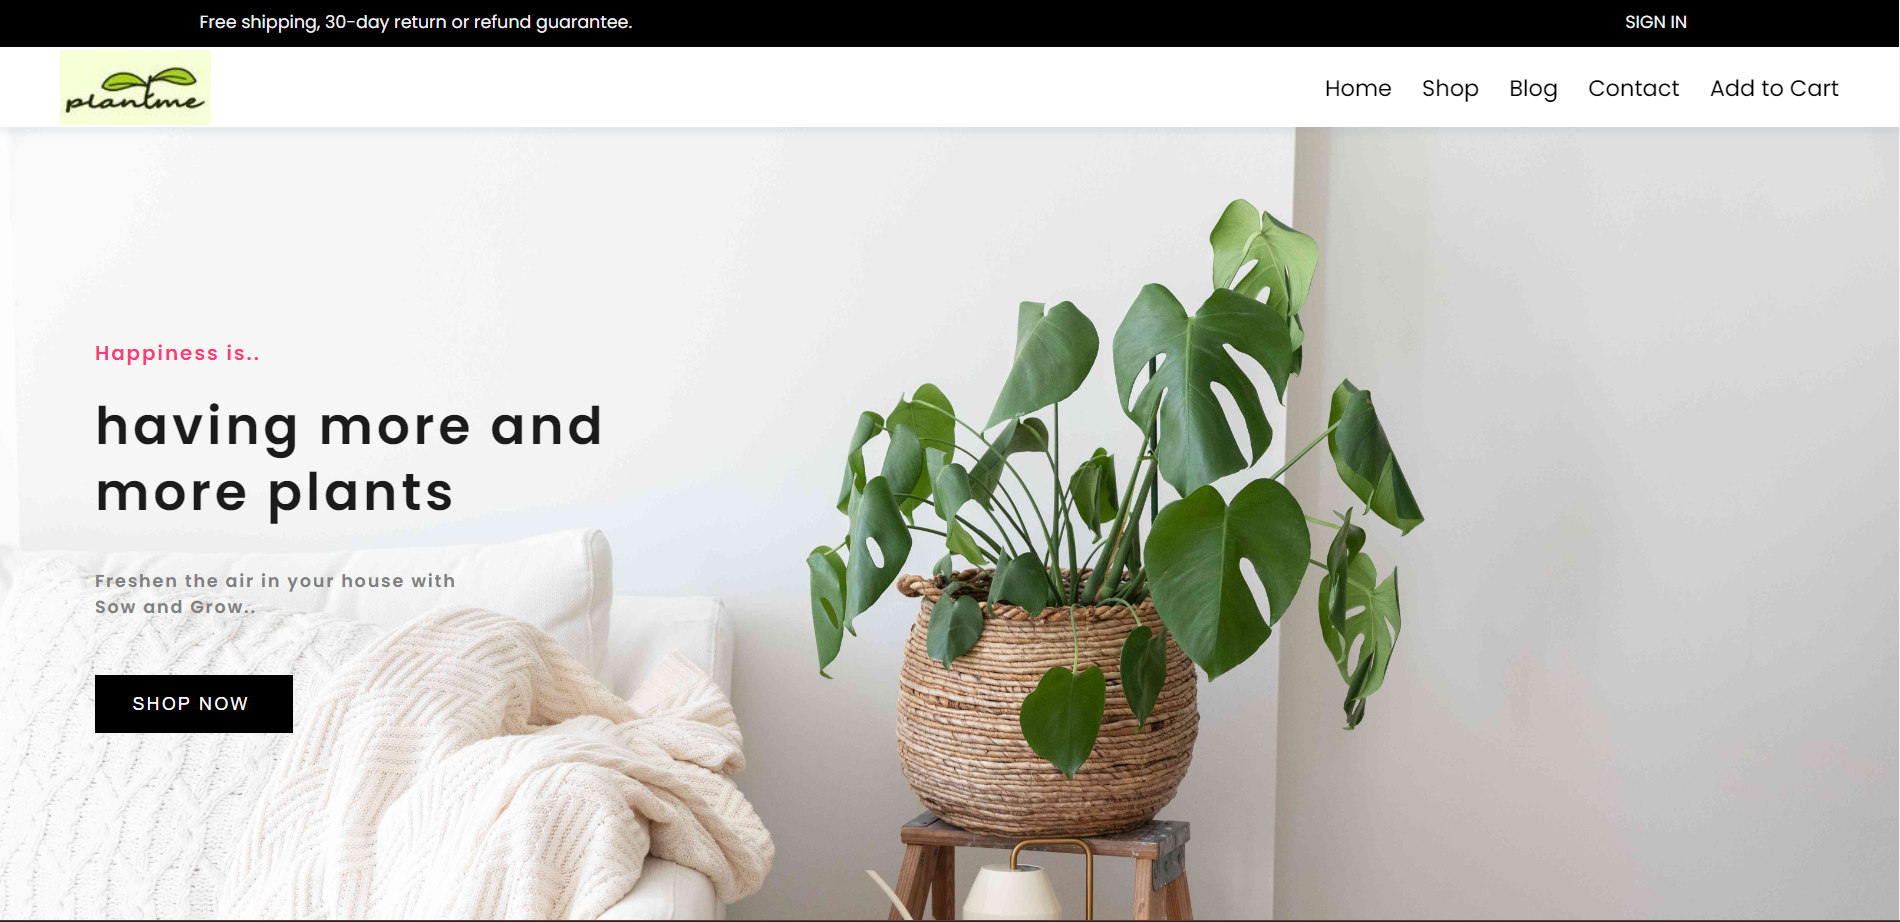 Free shipping, 30-day return or refund guarantee.
SIGN IN
plantme
Home Shop Blog Contact Add to Cart
Happiness is..
having more and
more plants
Freshen the air in your house with
Sow and Grow..
SHOP NOW